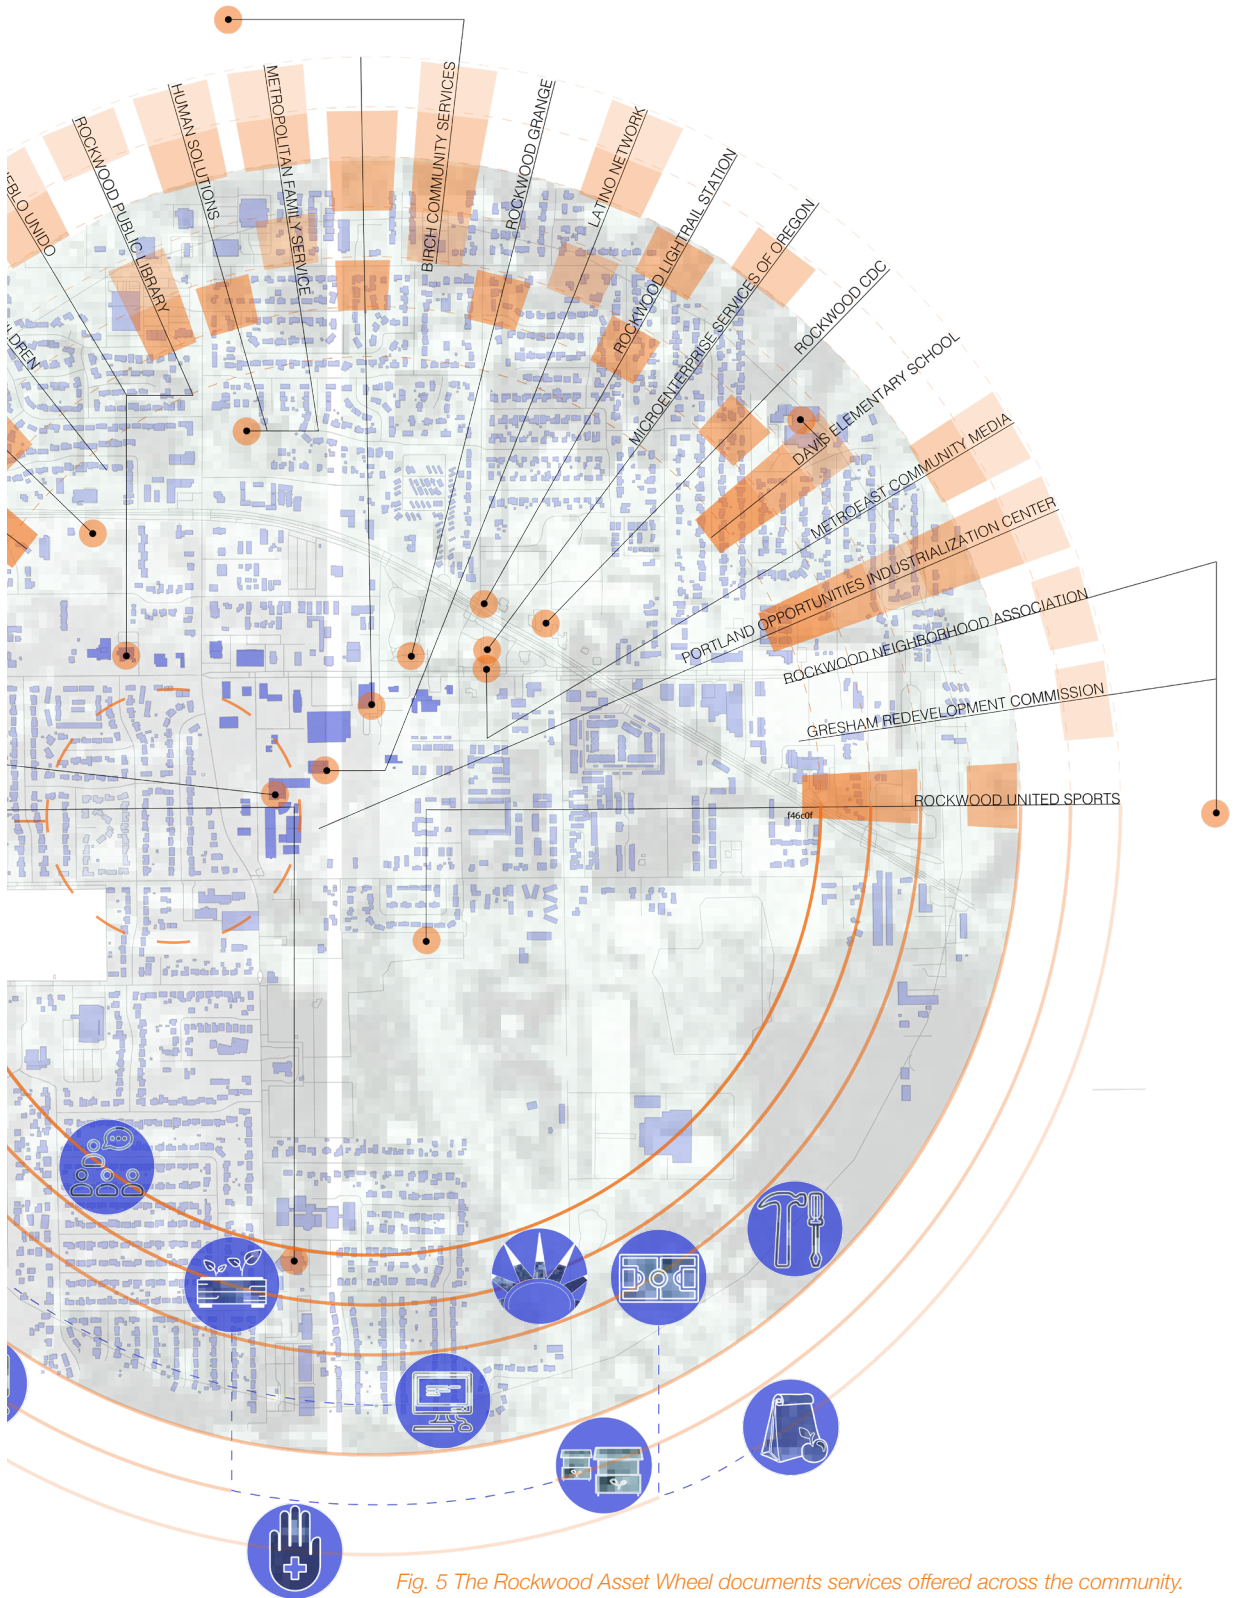 EBLO UNIDO
ROCKWOOD PUBLIC LIBRARY
HUMAN SOLUTIONS
METROPOLITAN FAMILY SERVICE
BIRCH COMMUNITY SERVICES
ROCKWOOD GRANGE
LATINO NETWORK
ROCKWOOD LIGHTRAIL STATION
MICROENTERPRISE SERVICES OF OREGON
ROCKWOOD CDC
DAVIS ELEMENTARY SCHOOL
METROEAST COMMUNITY MEDIA
PORTLAND OPPORTUNITIES INDUSTRIALIZATION CENTER
ROCKWOOD NEIGHBORHOOD ASSOCIATION
GRESHAM REDEVELOPMENT COMMISSION
ROCKWOOD UNITED SPORTS
f46c0f
ILDREN
Fig. 5 The Rockwood Asset Wheel documents services offered across the community.